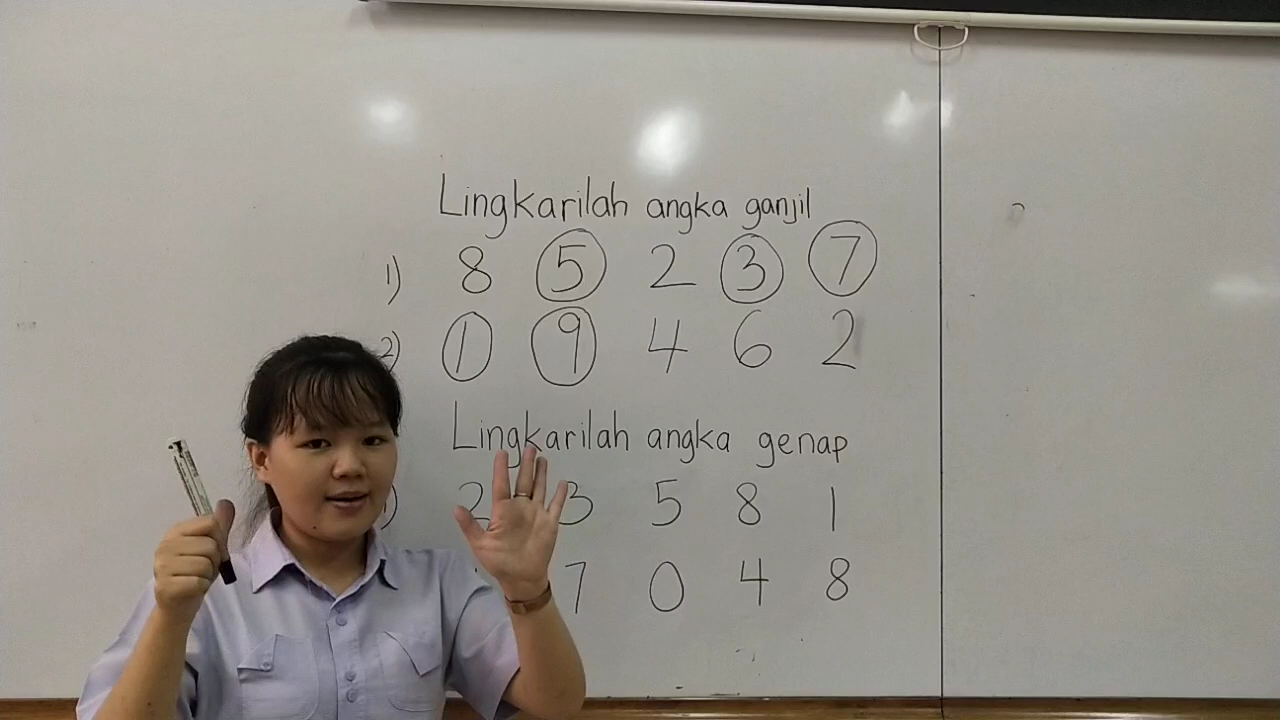 Lingkarilah angka ganjil
1) 8 5 2 3 7
2) 1 9 4 6 2
Lingkarilah angka genap
) 2 3 5 8 1
7 0 4 8